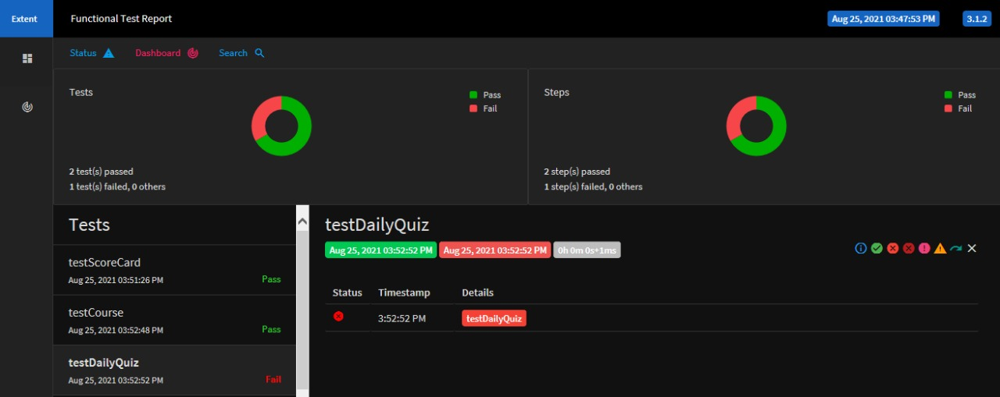 Extent
Functional Test Report
Aug 25, 2021 03:47:53 PM
3.1.2
Status
Dashboard
Search
Tests
Pass
Fail
2 test(s) passed
1 test(s) failed, 0 others
Steps
Pass
Fail
2 step(s) passed
1 step(s) failed, 0 others
Tests
testScoreCard
Aug 25, 2021 03:51:26 PM
Pass
testCourse
Aug 25, 2021 03:52:48 PM
Pass
testDailyQuiz
Aug 25, 2021 03:52:52 PM
Fail
testDailyQuiz
Aug 25, 2021 03:52:52 PM Aug 25, 2021 03:52:52 PM 0h 0m 0s+1ms
Status Timestamp Details
3:52:52 PM testDailyQuiz